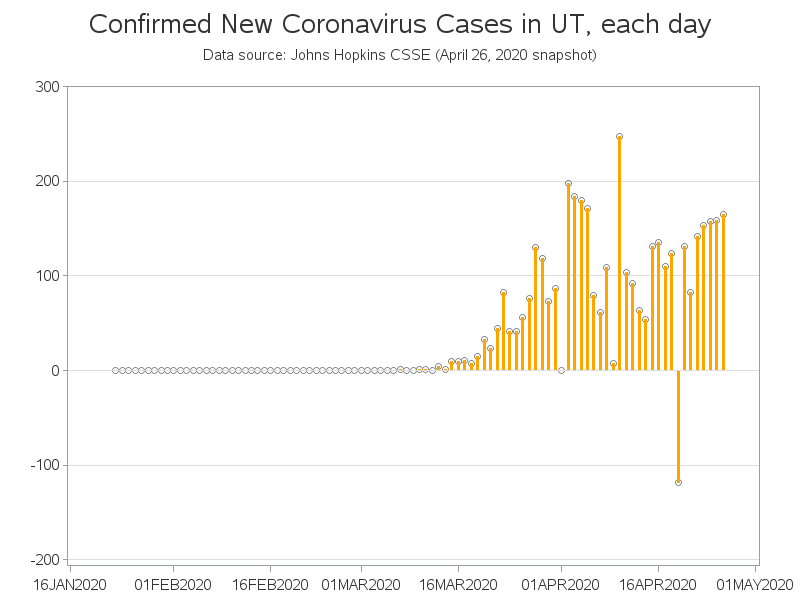 Confirmed New Coronavirus Cases in UT, each day
Data source: Johns Hopkins CSSE (April 26, 2020 snapshot)
300
200
100
0
-100
-200
16JAN2020 01FEB2020 16FEB2020 01MAR2020 16MAR2020 01APR2020 16APR2020 01MAY2020